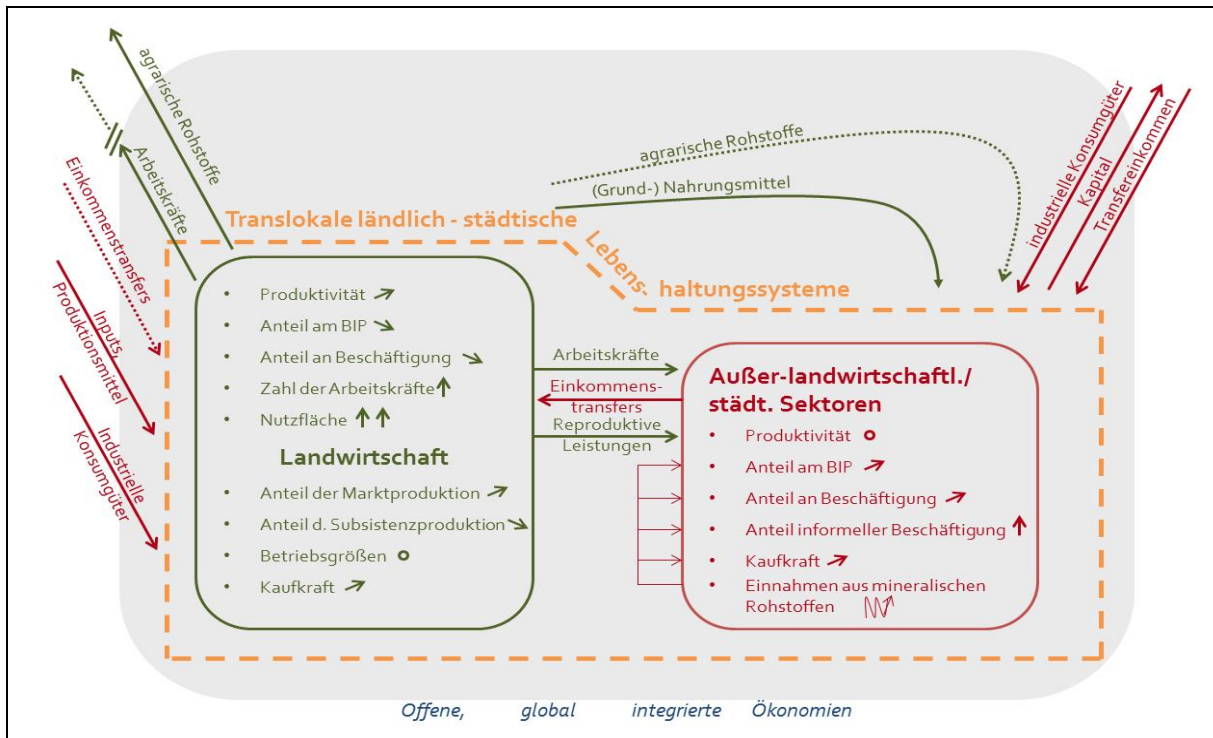 agrarische Rohstoffe
Arbeitskräfte
Einkommenstransfers
Inputs,
Produktionsmittel
Industrielle
Konsumgüter
agrarische Rohstoffe
(Grund-) Nahrungsmittel
industrielle Konsumgüter
Kapital
Transfereinkommen
Translokale ländlich - städtische
Lebens-
haltungssysteme
• Produktivität
• Anteil am BIP
• Anteil an Beschäftigung
• Zahl der Arbeitskräfte
• Nutzfläche
Landwirtschaft
• Anteil der Marktproduktion
• Anteil d. Subsistenzproduktion
• Betriebsgrößen
• Kaufkraft
Arbeitskräfte
Einkommens-
transfers
Reproduktive
Leistungen
Außer-landwirtschaftl./
städt. Sektoren
• Produktivität
• Anteil am BIP
• Anteil an Beschäftigung
• Anteil informeller Beschäftigung
• Kaufkraft
• Einnahmen aus mineralischen
Rohstoffen
Offene, global integrierte Ökonomien